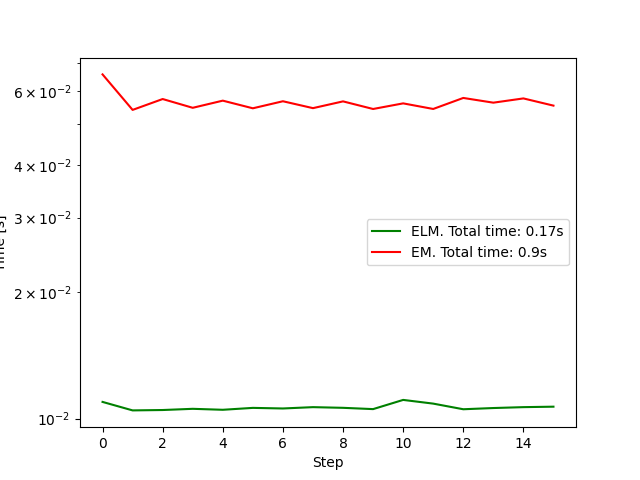 6 × 10⁻²
4 × 10⁻²
3 × 10⁻²
2 × 10⁻²
10⁻²
ELM. Total time: 0.17s
EM. Total time: 0.9s
0 2 4 6 8 10 12 14
Step